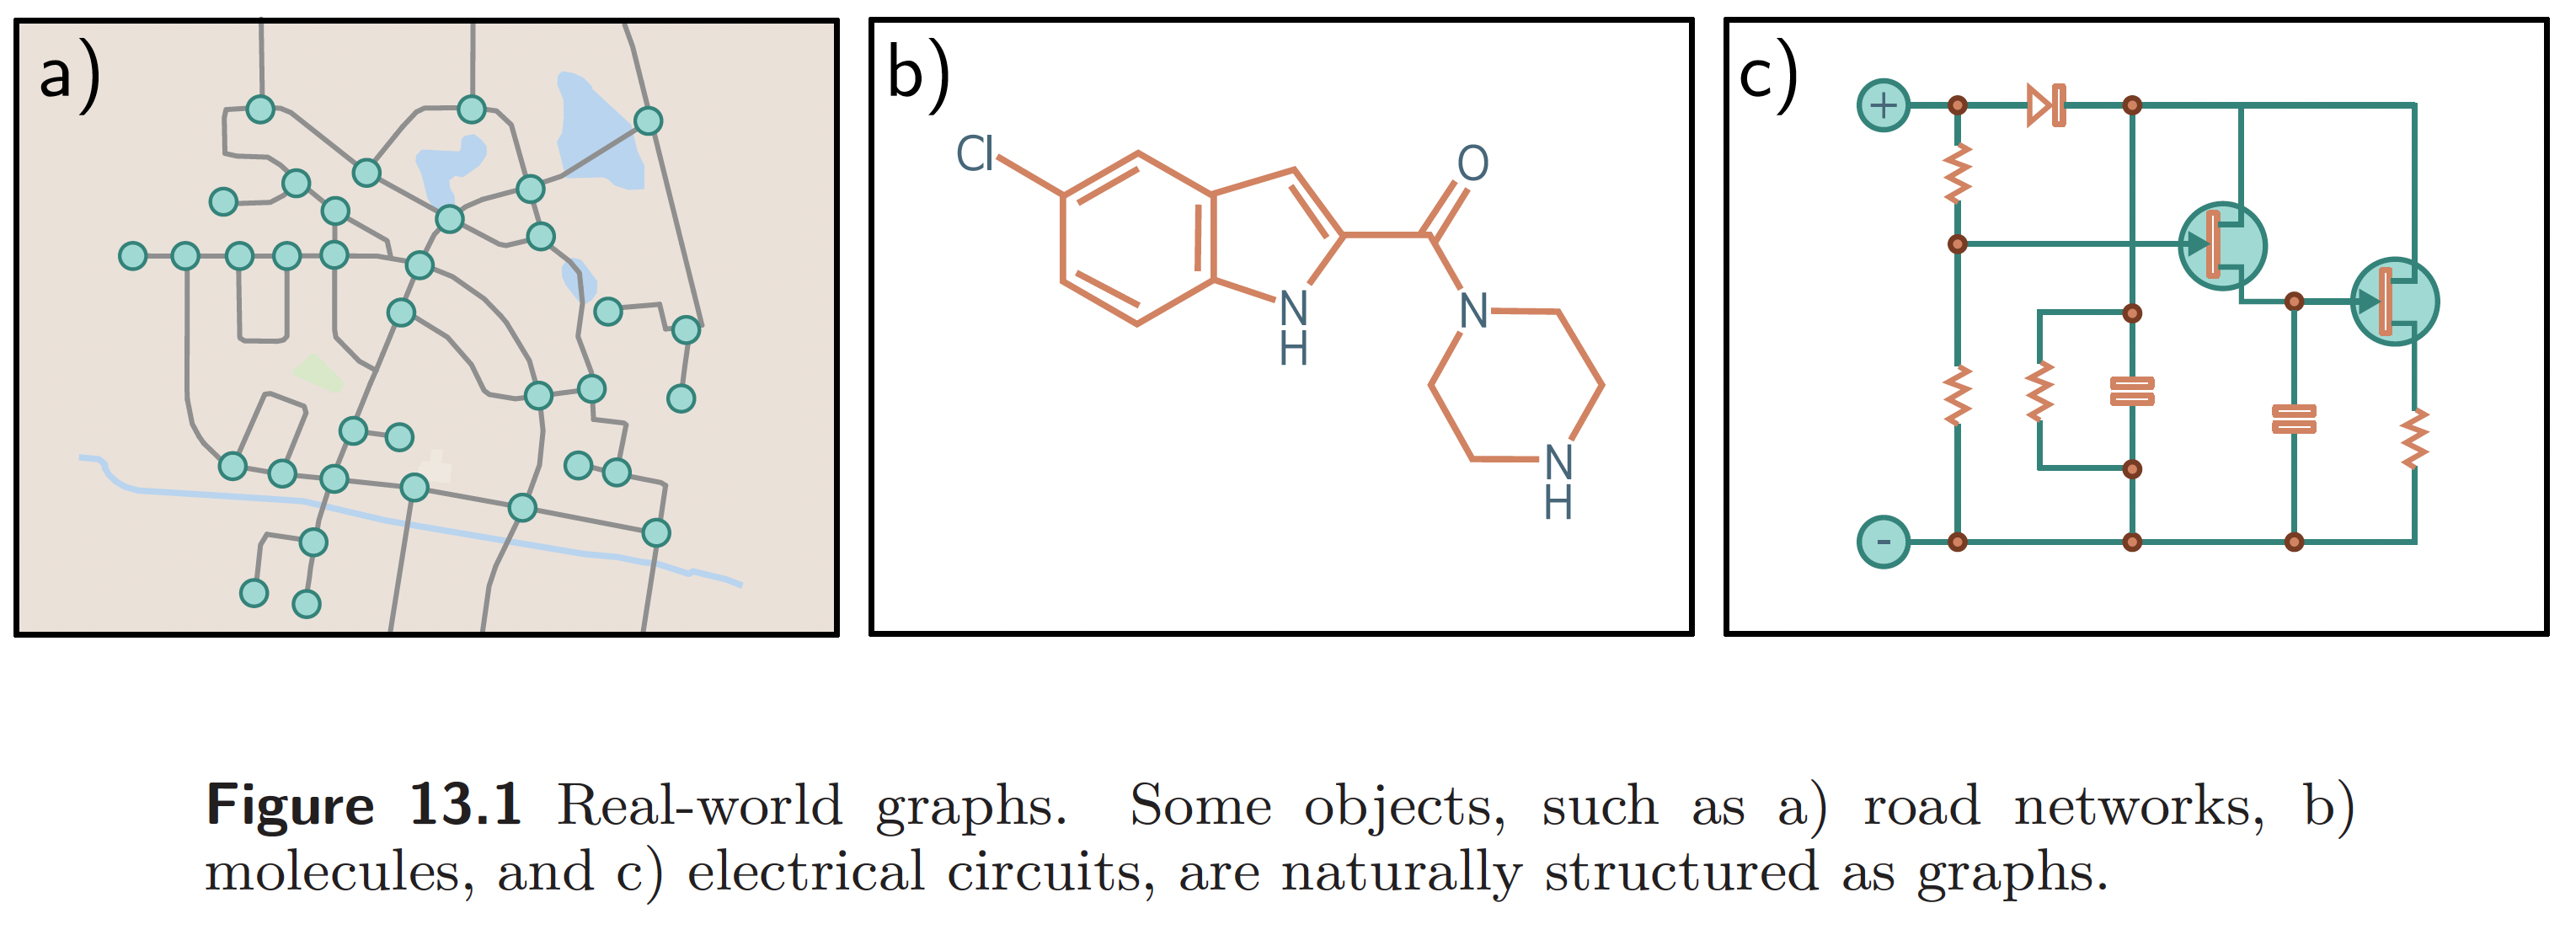 a)
b)
c)
Cl
O
N
H
N
N
H
+
-
Figure 13.1 Real-world graphs. Some objects, such as a) road networks, b)
molecules, and c) electrical circuits, are naturally structured as graphs.